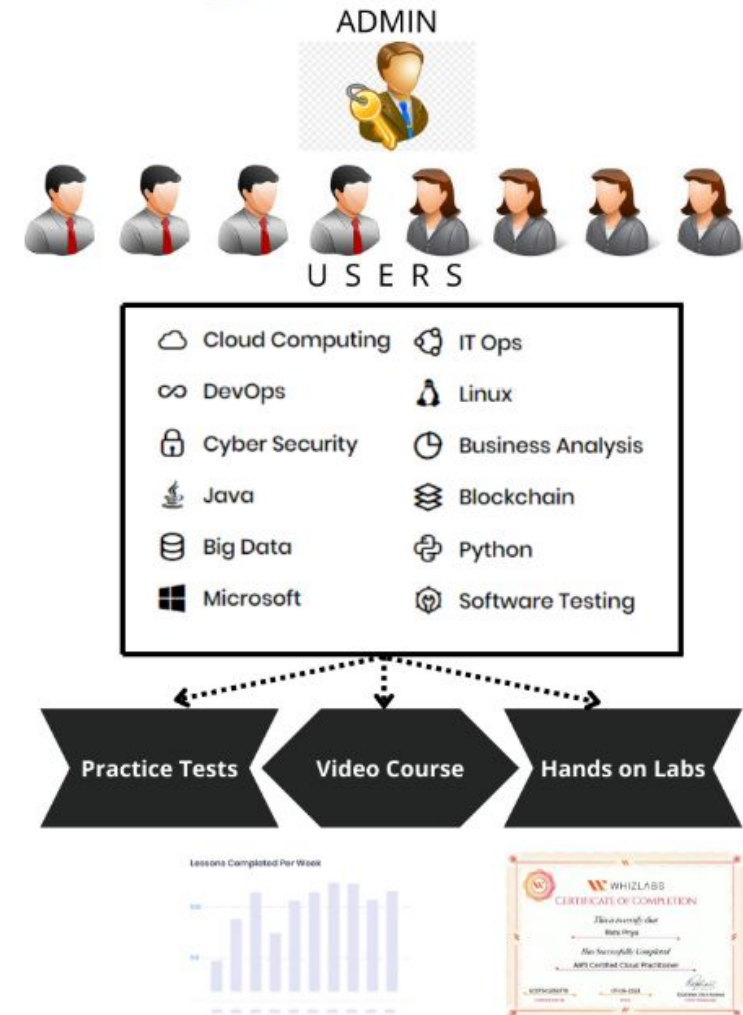 ADMIN
USERS
Cloud Computing
IT Ops
DevOps
Linux
Cyber Security
Business Analysis
Java
Blockchain
Big Data
Python
Microsoft
Software Testing
Practice Tests
Video Course
Hands on Labs
Lessons Completed Per Week
WHIZLABS
CERTIFICATE OF COMPLETION
This is to certify that
Has Successfully Completed
AWS Certified Cloud Practitioner